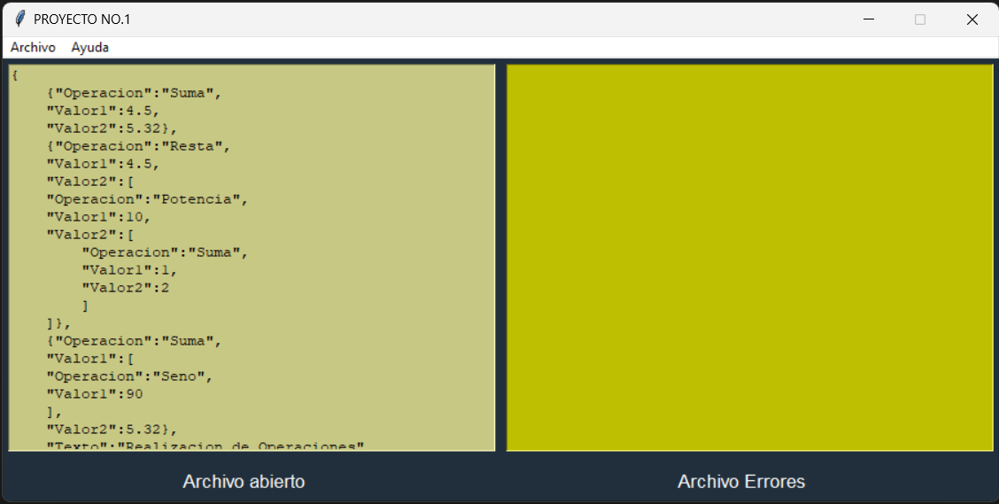 PROYECTO NO.1
Archivo Ayuda
{
    {"Operacion":"Suma",
    "Valor1":4.5,
    "Valor2":5.32},
    {"Operacion":"Resta",
    "Valor1":4.5,
    "Valor2":[
    "Operacion":"Potencia",
    "Valor1":10,
    "Valor2":[
        "Operacion":"Suma",
        "Valor1":1,
        "Valor2":2
        ]
    ]},
    {"Operacion":"Suma",
    "Valor1":[
    "Operacion":"Seno",
    "Valor1":90
    ],
    "Valor2":5.32},
    "Texto":"Realizacion de Operaciones"
Archivo abierto
Archivo Errores